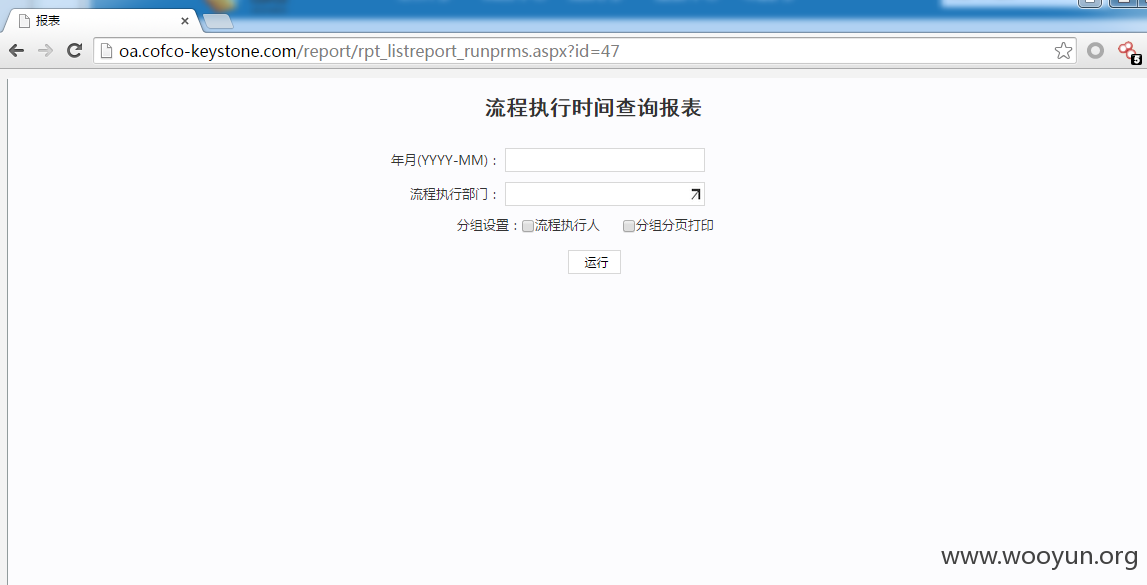 报表
oa.cofco-keystone.com/report/rpt_listreport_runprms.aspx?id=47
5
流程执行时间查询报表
年月(YYYY-MM)：
流程执行部门：
分组设置：流程执行人 分组分页打印
运行
www.wooyun.org